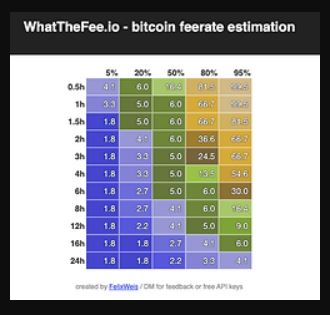 WhatTheFee.io - bitcoin feerate estimation
5% 20% 50% 80% 95%
0.5h 4.1 6.0 16.4 81.5 99.5
1h 3.3 5.0 6.0 66.7 99.5
1.5h 1.8 5.0 6.0 66.7 81.5
2h 1.8 4.1 6.0 36.6 66.7
3h 1.8 3.3 5.0 24.5 66.7
4h 1.8 3.3 5.0 13.5 54.6
6h 1.8 2.7 5.0 6.0 30.0
8h 1.8 2.7 4.1 6.0 16.4
12h 1.8 2.2 4.1 5.0 9.0
16h 1.8 1.8 2.7 4.1 6.0
24h 1.8 1.8 2.2 3.3 4.1
created by FelixWeis / DM for feedback or free API keys